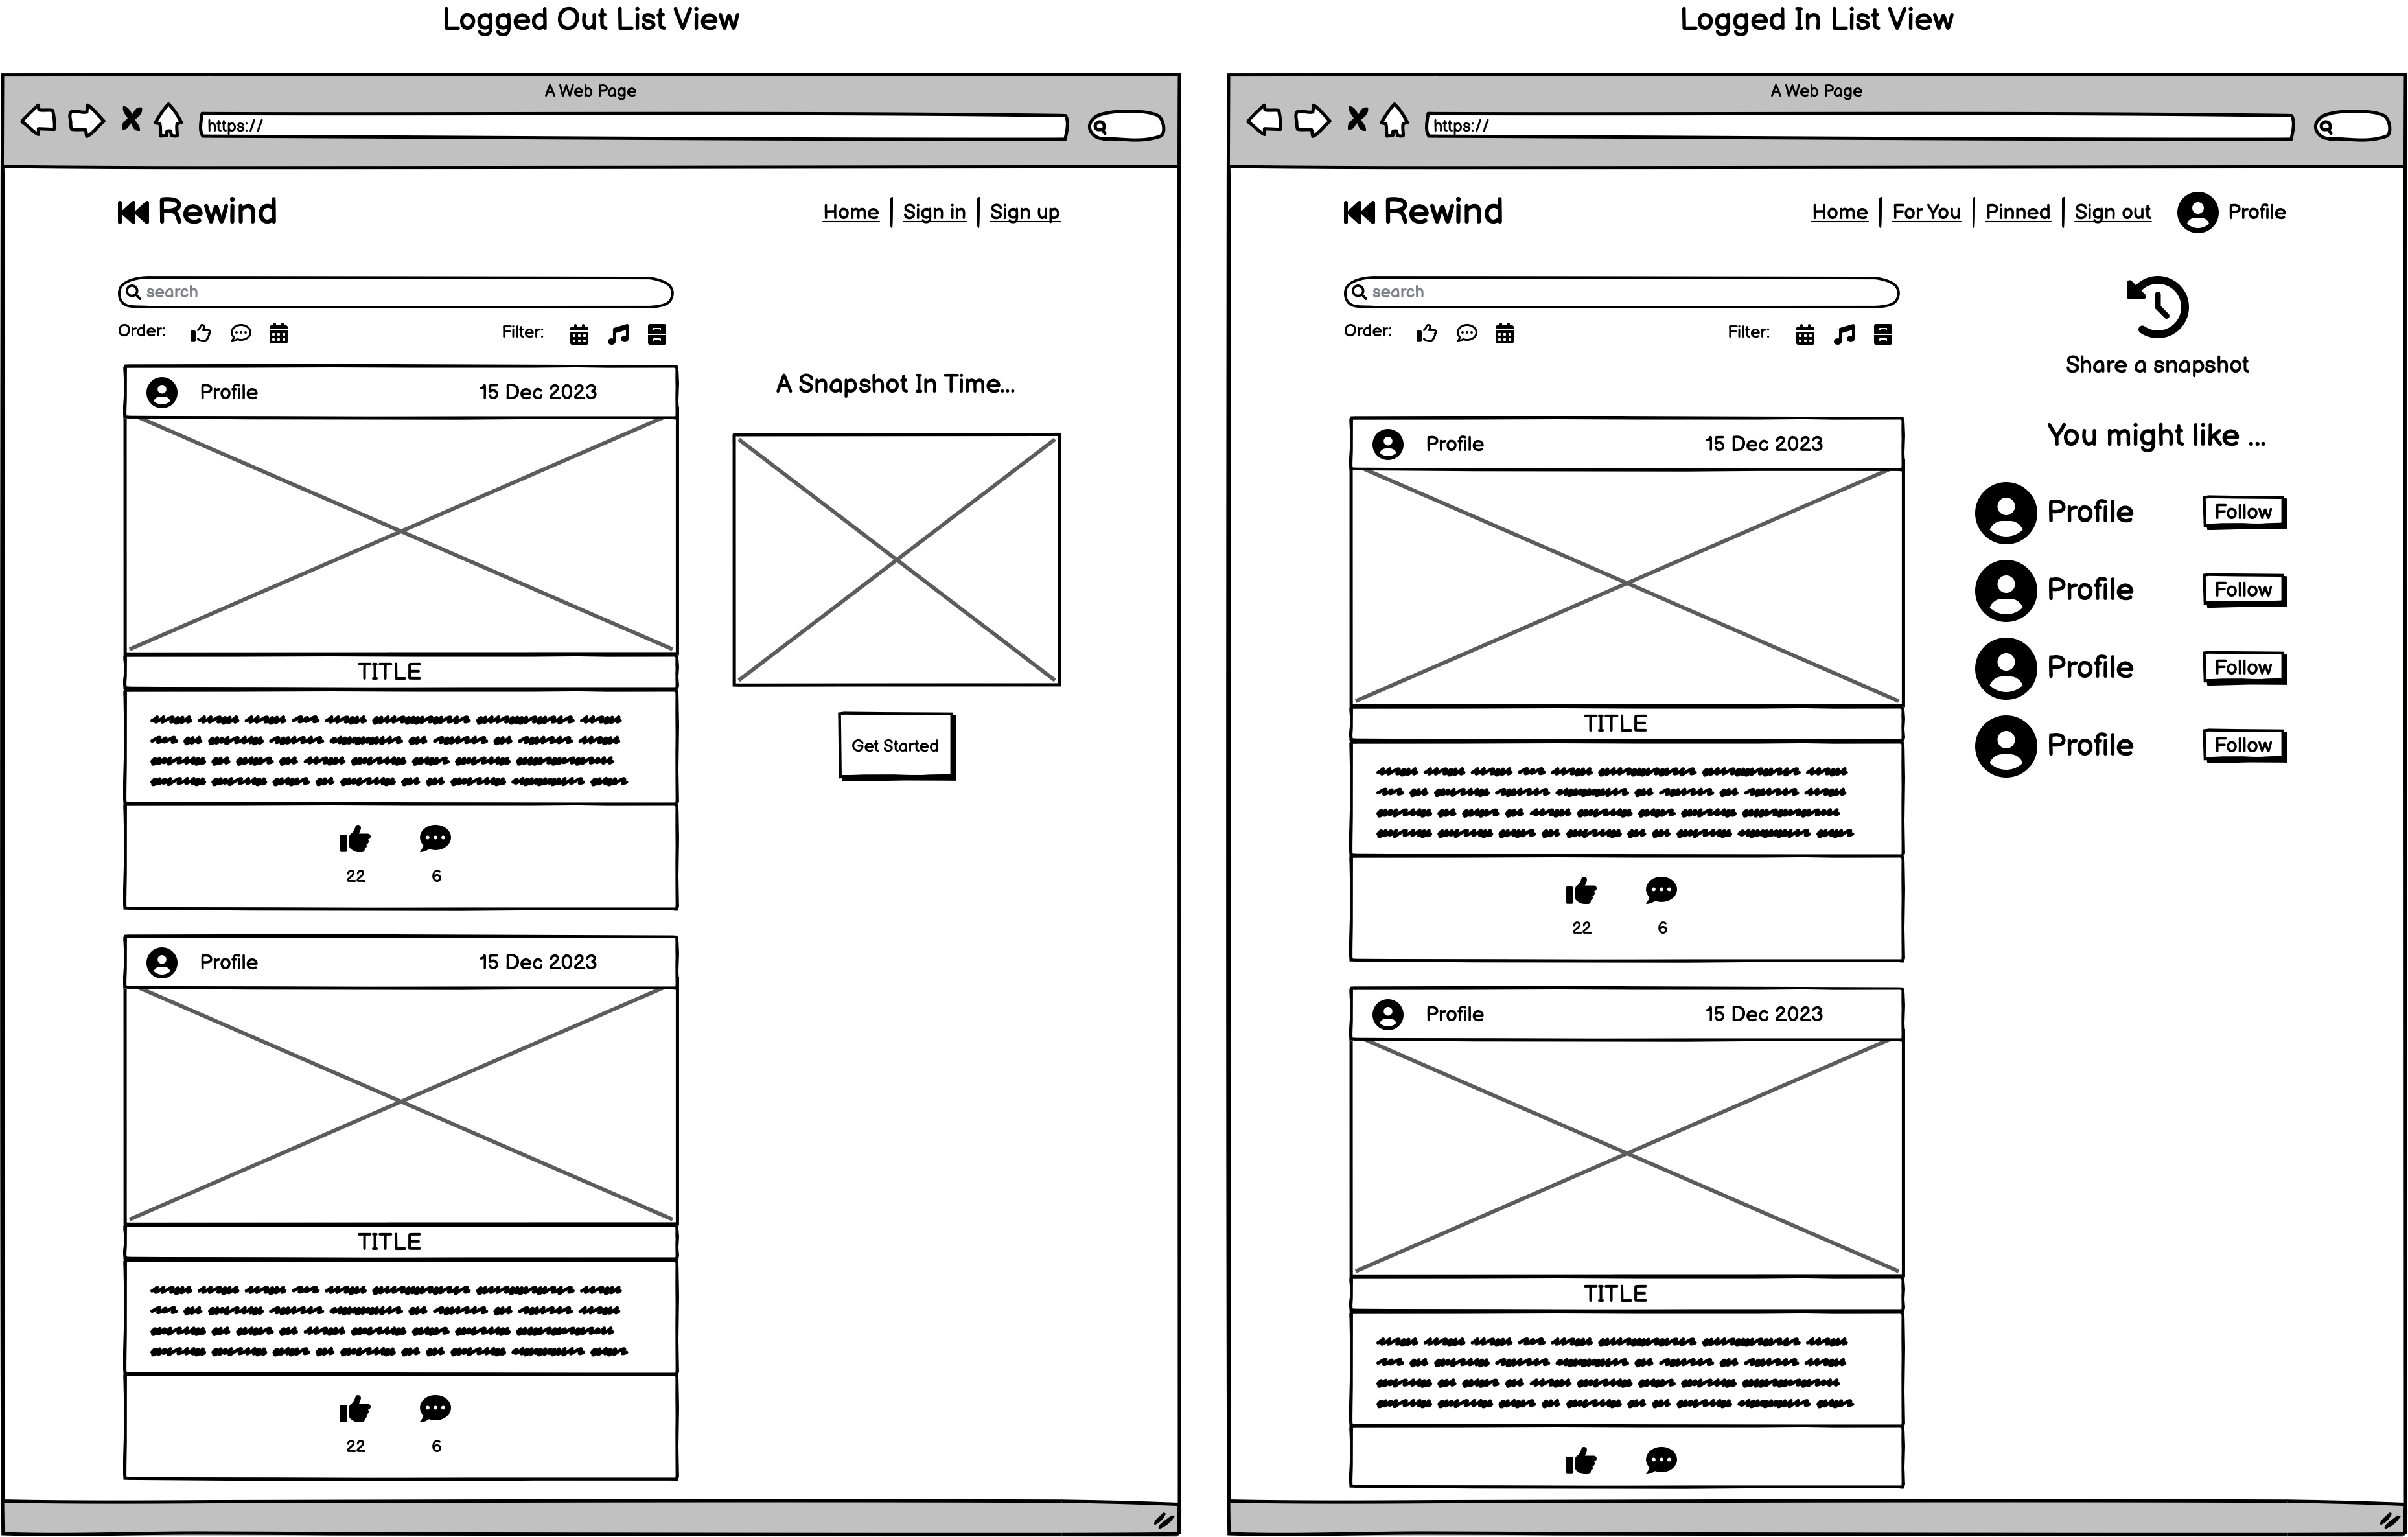 Logged Out List View
A Web Page
https://
Rewind
Home | Sign in | Sign up
search
Order:
Filter:
Profile
15 Dec 2023
TITLE
22
6
Profile
15 Dec 2023
TITLE
22
6
A Snapshot In Time...
Get Started
Logged In List View
A Web Page
https://
Rewind
Home | For You | Pinned | Sign out
Profile
search
Order:
Filter:
Profile
15 Dec 2023
TITLE
22
6
Profile
15 Dec 2023
TITLE
Share a snapshot
You might like ...
Profile
Follow
Profile
Follow
Profile
Follow
Profile
Follow